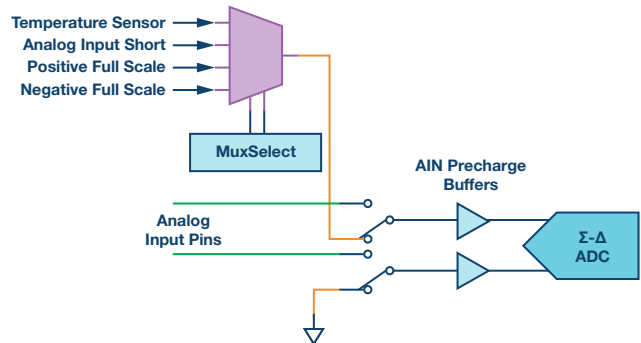 Temperature Sensor
Analog Input Short
Positive Full Scale
Negative Full Scale
MuxSelect
AIN Precharge
Buffers
Analog
Input Pins
Σ-Δ
ADC